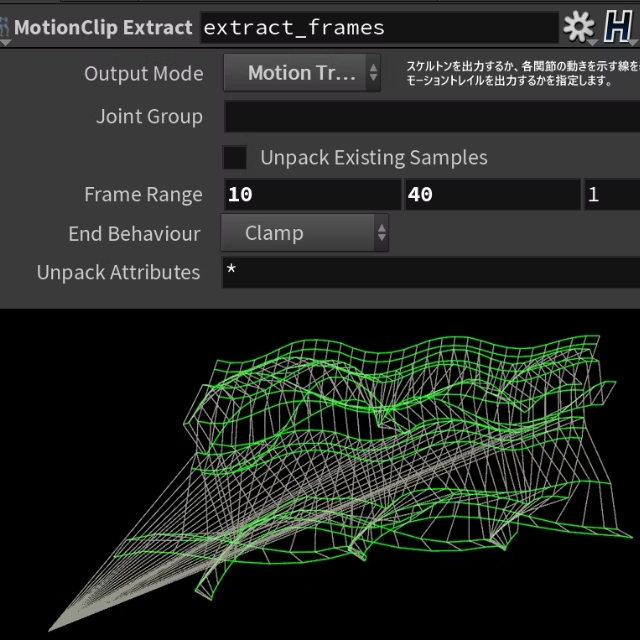 MotionClip Extract extract_frames
Output Mode Motion Tr... スケルトンを出力するか、各関節の動きを示す線を
モーショントレイルを出力するかを指定します。
Joint Group
Unpack Existing Samples
Frame Range 10 40 1
End Behaviour Clamp
Unpack Attributes *